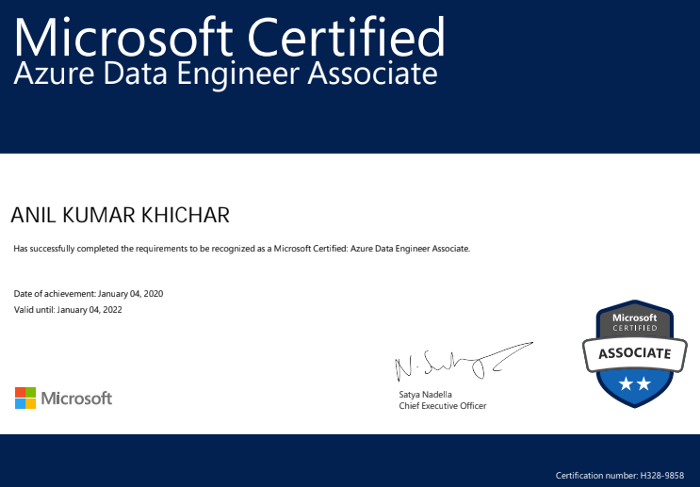 Microsoft Certified
Azure Data Engineer Associate
ANIL KUMAR KHICHAR
Has successfully completed the requirements to be recognized as a Microsoft Certified: Azure Data Engineer Associate.
Date of achievement: January 04, 2020
Valid until: January 04, 2022
Microsoft
CERTIFIED
ASSOCIATE
Satya Nadella
Chief Executive Officer
Microsoft
Certification number: H328-9858